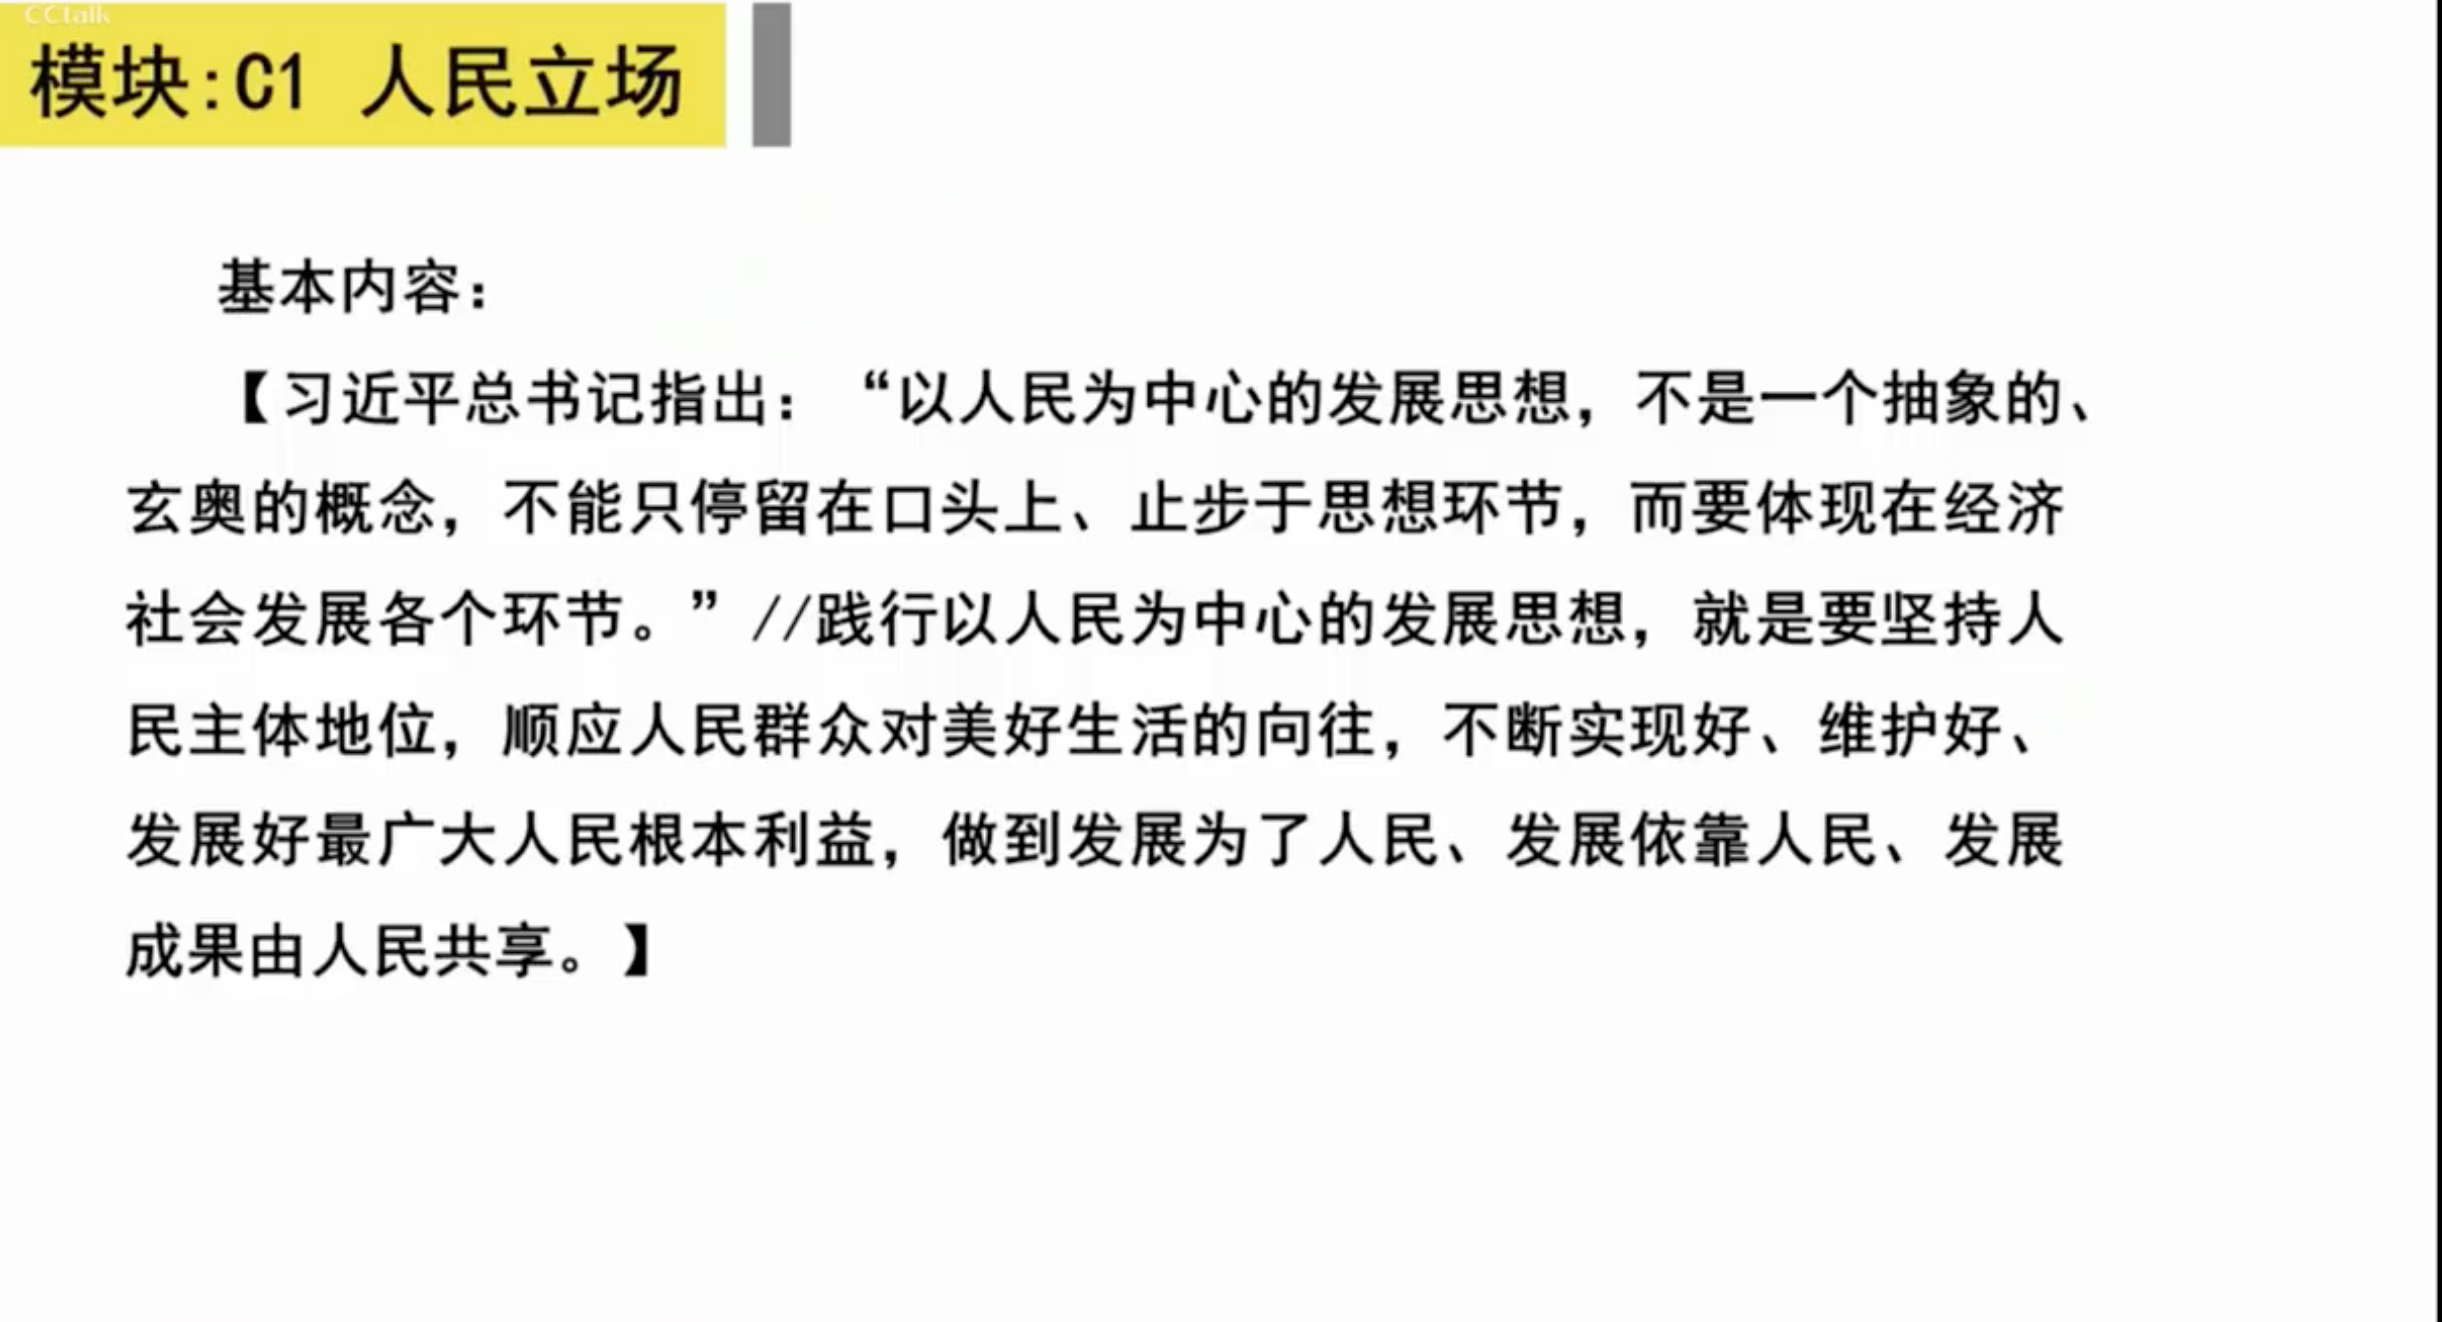 CCtalk
模块:C1 人民立场
基本内容：
【习近平总书记指出：“以人民为中心的发展思想，不是一个抽象的、
玄奥的概念，不能只停留在口头上、止步于思想环节，而要体现在经济
社会发展各个环节。”//践行以人民为中心的发展思想，就是要坚持人
民主体地位，顺应人民群众对美好生活的向往，不断实现好、维护好、
发展好最广大人民根本利益，做到发展为了人民、发展依靠人民、发展
成果由人民共享。】